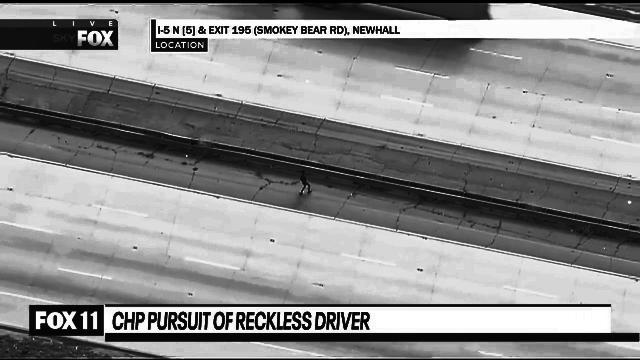 LIVE
SKY FOX
I-5 N [5] & EXIT 195 (SMOKEY BEAR RD), NEWHALL
LOCATION
FOX 11
CHP PURSUIT OF RECKLESS DRIVER